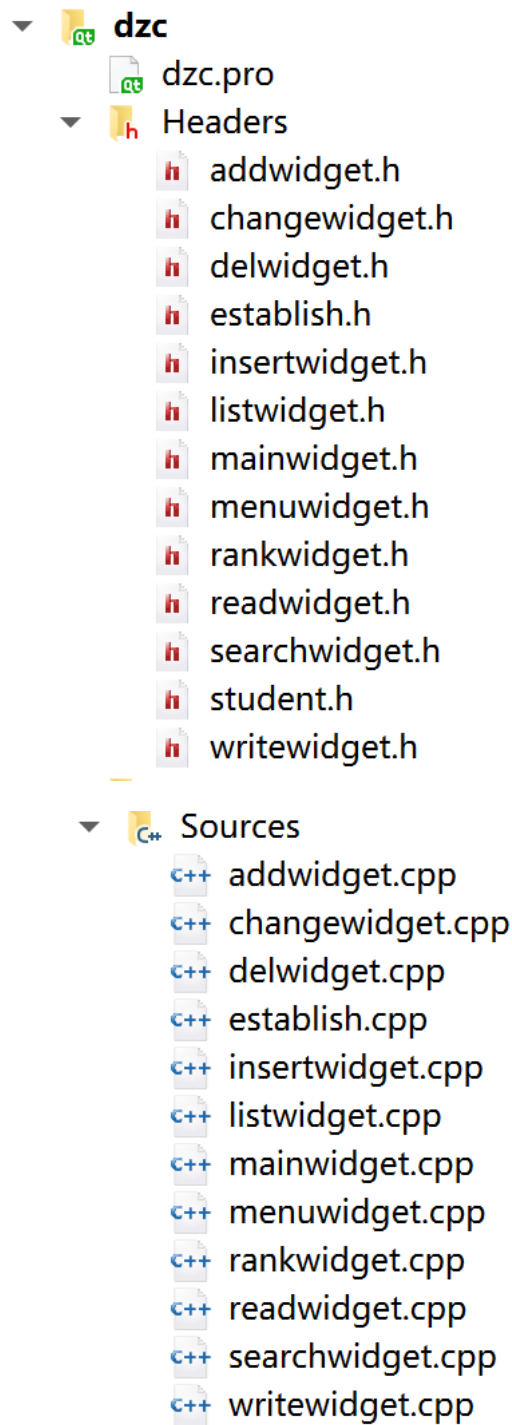 dzc
dzc.pro
Headers
addwidget.h
changewidget.h
delwidget.h
establish.h
insertwidget.h
listwidget.h
mainwidget.h
menuwidget.h
rankwidget.h
readwidget.h
searchwidget.h
student.h
writewidget.h
Sources
addwidget.cpp
changewidget.cpp
delwidget.cpp
establish.cpp
insertwidget.cpp
listwidget.cpp
mainwidget.cpp
menuwidget.cpp
rankwidget.cpp
readwidget.cpp
searchwidget.cpp
writewidget.cpp